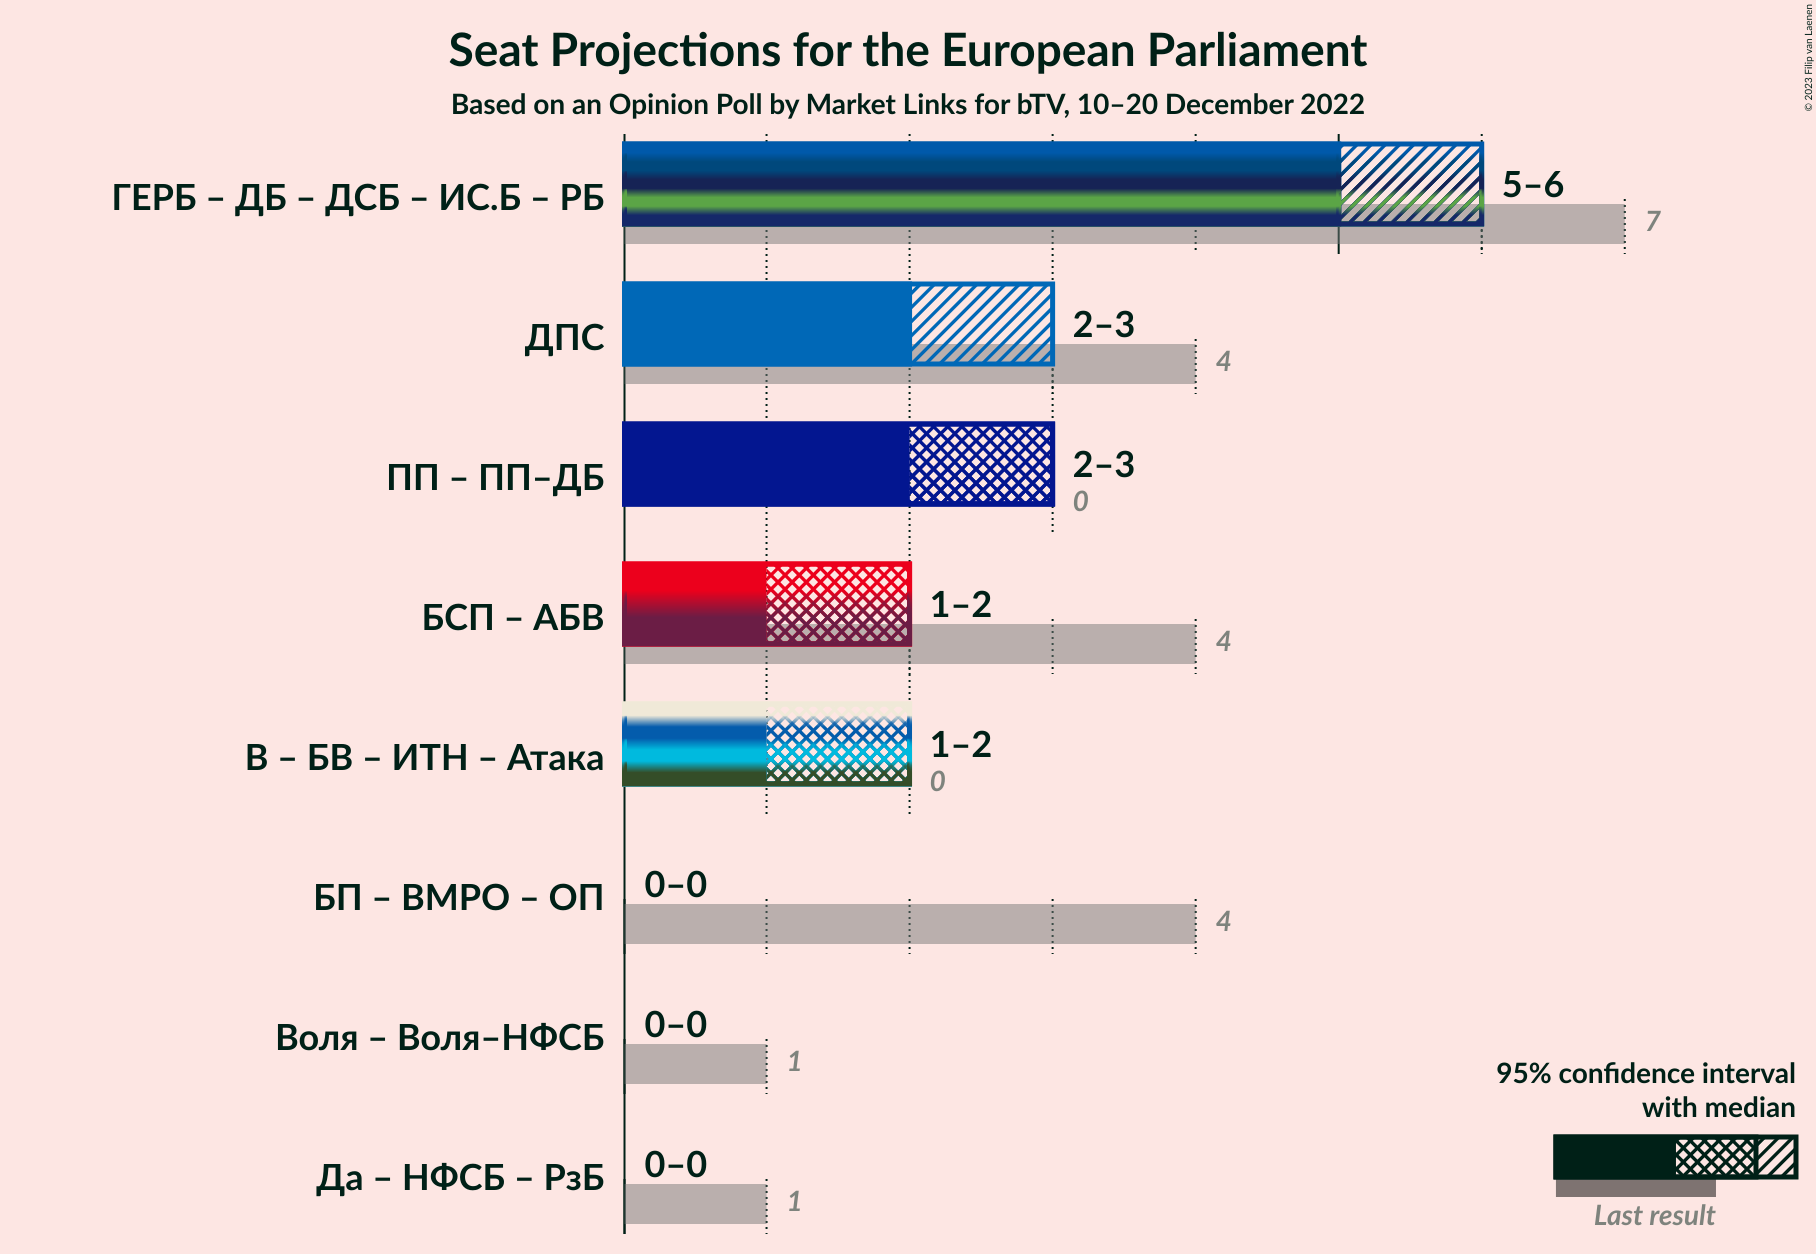 Seat Projections for the European Parliament
Based on an Opinion Poll by Market Links for bTV, 10–20 December 2022
© 2023 Filip van Laenen
ГЕРБ – ДБ – ДСБ – ИС.Б – РБ
5–6
7
ДПС
2–3
4
ПП – ПП–ДБ
2–3
0
БСП – АБВ
1–2
4
В – БВ – ИТН – Атака
1–2
0
БП – ВМРО – ОП
0–0
4
Воля – Воля–НФСБ
0–0
1
Да – НФСБ – РзБ
0–0
1
95% confidence interval
with median
Last result